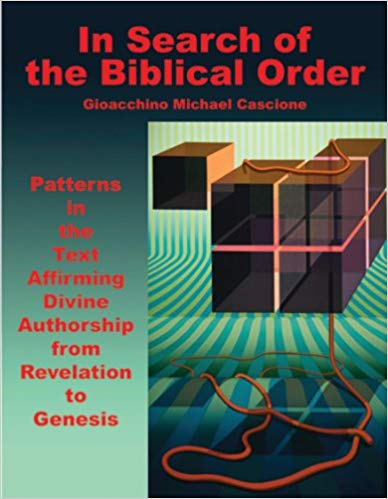 In Search of
the Biblical Order
Gioacchino Michael Cascione
Patterns
in
the
Text
Affirming
Divine
Authorship
from
Revelation
to
Genesis